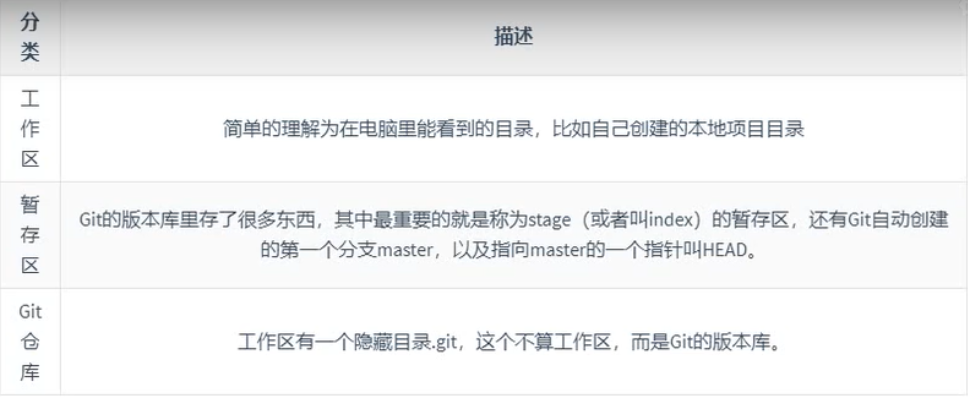 分
类
描述
工
作
区
简单的理解为在电脑里能看到的目录，比如自己创建的本地项目目录
暂
存
区
Git的版本库里存了很多东西，其中最重要的就是称为stage（或者叫index）的暂存区，还有Git自动创建
的第一个分支master，以及指向master的一个指针叫HEAD。
Git
仓
库
工作区有一个隐藏目录.git，这个不算工作区，而是Git的版本库。